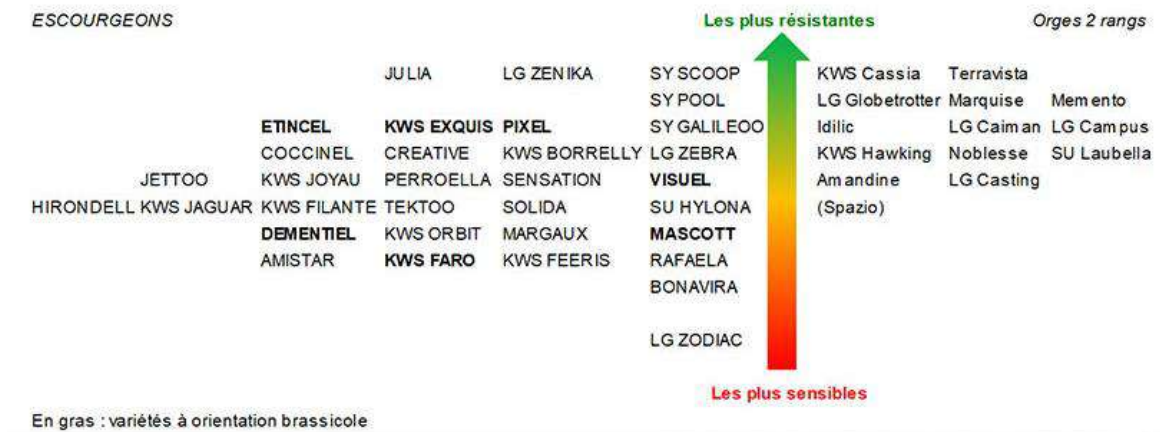 ESCOURGEONS Les plus résistantes Orges 2 rangs
JULIA LG ZENIKA SY SCOOP KWS Cassia Terravista
SY POOL LG Globetrotter Marquise Memento
ETINCEL KWS EXQUIS PIXEL SY GALILEOO Idilic LG Caiman LG Campus
COCCINEL CREATIVE KWS BORRELLY LG ZEBRA KWS Hawking Noblesse SU Laubella
JETTOO KWS JOYAU PERROELLA SENSATION VISUEL Amandine LG Casting
HIRONDELL KWS JAGUAR KWS FILANTE TEKTOO SOLIDA SU HYLONA (Spazio)
DEMENTIEL KWS ORBIT MARGAUX MASCOTT
AMISTAR KWS FARO KWS FEERIS RAFAELA
BONAVIRA
LG ZODIAC
Les plus sensibles
En gras : variétés à orientation brassicole